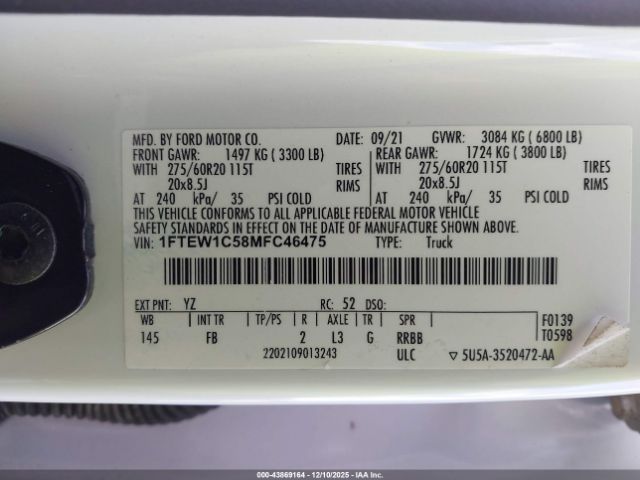 MFD. BY FORD MOTOR CO. DATE: 09/21 GVWR: 3084 KG ( 6800 LB)
FRONT GAWR: 1497 KG ( 3300 LB) REAR GAWR: 1724 KG ( 3800 LB)
WITH 275/60R20 115T TIRES WITH 275/60R20 115T TIRES
20x8.5J RIMS 20x8.5J RIMS
AT 240 kPa/ 35 PSI COLD AT 240 kPa/ 35 PSI COLD
THIS VEHICLE CONFORMS TO ALL APPLICABLE FEDERAL MOTOR VEHICLE
SAFETY STANDARDS IN EFFECT ON THE DATE OF MANUFACTURE SHOWN ABOVE.
VIN: 1FTEW1C58MFC46475 TYPE: Truck
EXT PNT: YZ RC: 52 DSO:
WB INT TR TP/PS R AXLE TR SPR F0139
145 FB 2 L3 G RRBB T0598
2202109013243 ULC ▽ 5U5A-3520472-AA
000-43869164 - 12/10/2025 - IAA Inc.